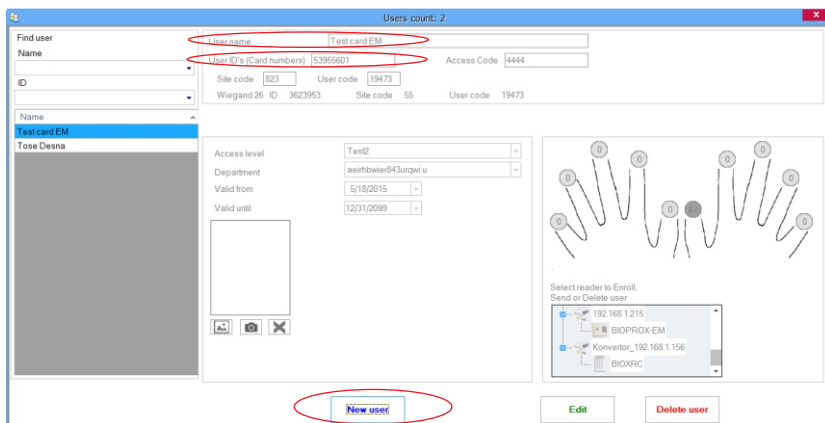 Users count: 2
x
Find user
Name
ID
Name
Test card EM
Tose Desna
User name Test card EM
User ID's (Card numbers) 53955601 Access Code 4444
Site code 823 User code 19473
Wiegand 26 ID 3623953 Site code 55 User code 19473
Access level Test2
Department aeirhbwier843urqwi u
Valid from 5/18/2015
Valid until 12/31/2099
0 0
0 0 0 0
0 0
0
Select reader to Enroll,
Send or Delete user
192.168.1.215
BIOPROX-EM
Konvertor_192.168.1.156
BIOXRC
New user Edit Delete user